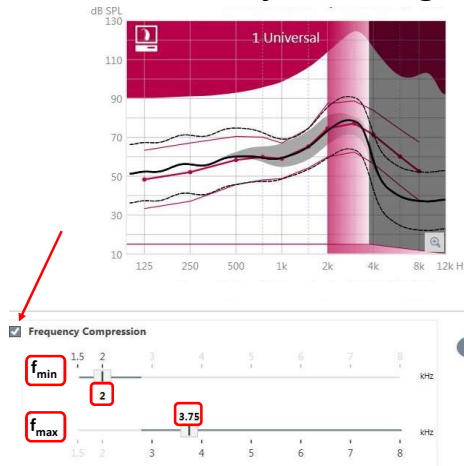 dB SPL
130
1 Universal
110
90
70
50
30
10
125 250 500 1k 2k 4k 8k 12k H
Frequency Compression
fmin
1.5 2 3 4 5 6 7 8
kHz
2
fmax
3.75
kHz
1.5 2 3 4 5 6 7 8